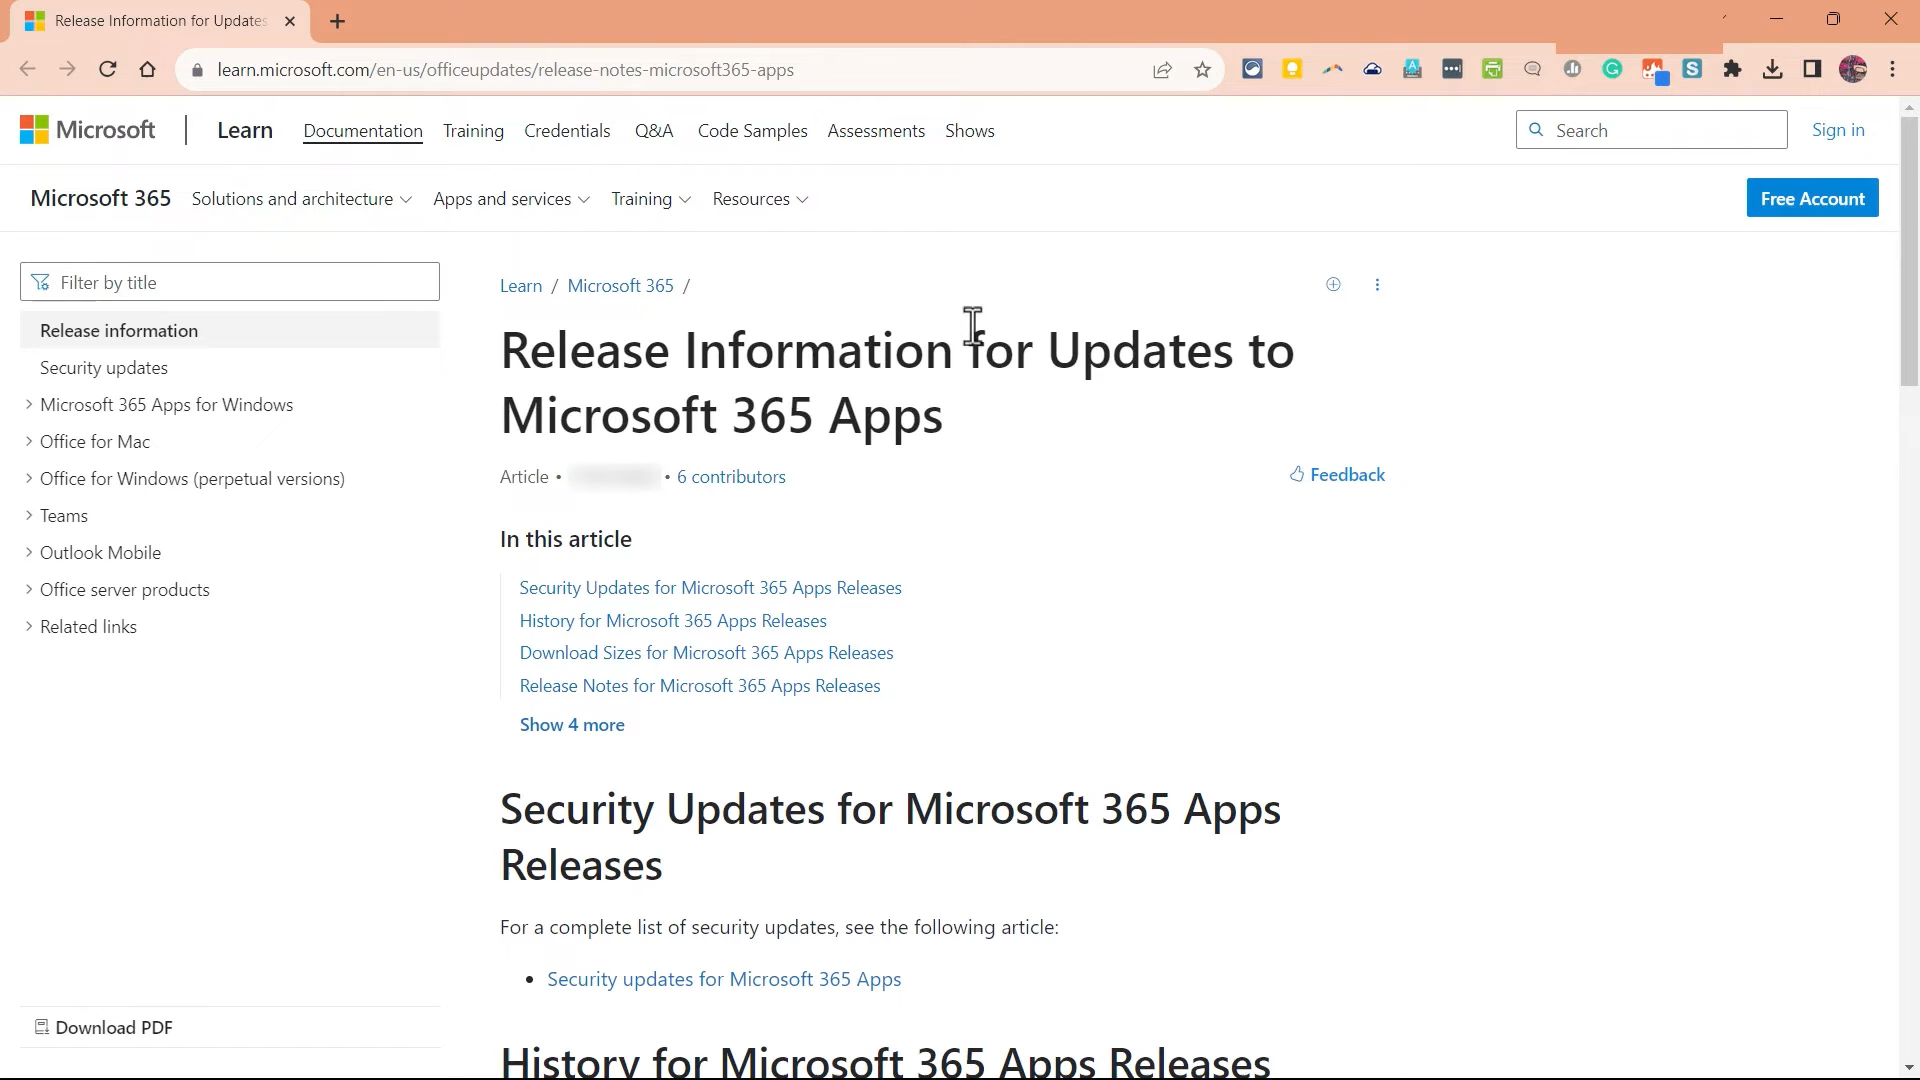 Release Information for Updates
learn.microsoft.com/en-us/officeupdates/release-notes-microsoft365-apps
Microsoft
Learn
Documentation
Training
Credentials
Q&A
Code Samples
Assessments
Shows
Search
Sign in
Microsoft 365
Solutions and architecture
Apps and services
Training
Resources
Free Account
Filter by title
Release information
Security updates
Microsoft 365 Apps for Windows
Office for Mac
Office for Windows (perpetual versions)
Teams
Outlook Mobile
Office server products
Related links
Download PDF
Learn / Microsoft 365 /
Release Information for Updates to
Microsoft 365 Apps
Article •
• 6 contributors
Feedback
In this article
Security Updates for Microsoft 365 Apps Releases
History for Microsoft 365 Apps Releases
Download Sizes for Microsoft 365 Apps Releases
Release Notes for Microsoft 365 Apps Releases
Show 4 more
Security Updates for Microsoft 365 Apps
Releases
For a complete list of security updates, see the following article:
• Security updates for Microsoft 365 Apps
History for Microsoft 365 Apps Releases